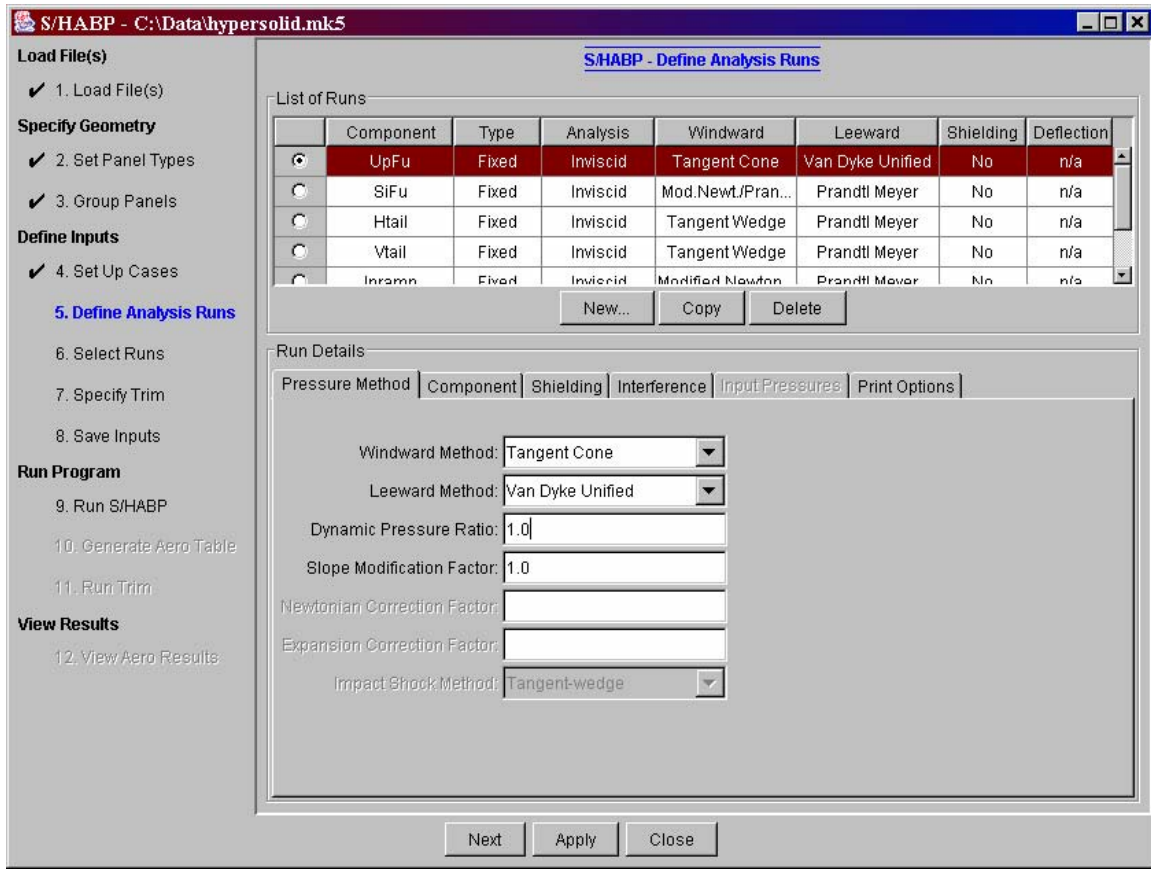 S/HABP - C:\Data\hypersolid.mk5
Load File(s)
✔ 1. Load File(s)
Specify Geometry
✔ 2. Set Panel Types
✔ 3. Group Panels
Define Inputs
✔ 4. Set Up Cases
5. Define Analysis Runs
6. Select Runs
7. Specify Trim
8. Save Inputs
Run Program
9. Run S/HABP
10. Generate Aero Table
11. Run Trim
View Results
12. View Aero Results
S/HABP - Define Analysis Runs
List of Runs
Component Type Analysis Windward Leeward Shielding Deflection
UpFu Fixed Inviscid Tangent Cone Van Dyke Unified No n/a
SiFu Fixed Inviscid Mod.Newt./Pran... Prandtl Meyer No n/a
Htail Fixed Inviscid Tangent Wedge Prandtl Meyer No n/a
Vtail Fixed Inviscid Tangent Wedge Prandtl Meyer No n/a
Inramp Fixed Inviscid Modified Newton... Prandtl Meyer No n/a
New... Copy Delete
Run Details
Pressure Method Component Shielding Interference Input Pressures Print Options
Windward Method: Tangent Cone
Leeward Method: Van Dyke Unified
Dynamic Pressure Ratio: 1.0
Slope Modification Factor: 1.0
Newtonian Correction Factor:
Expansion Correction Factor:
Impact Shock Method: Tangent-wedge
Next Apply Close